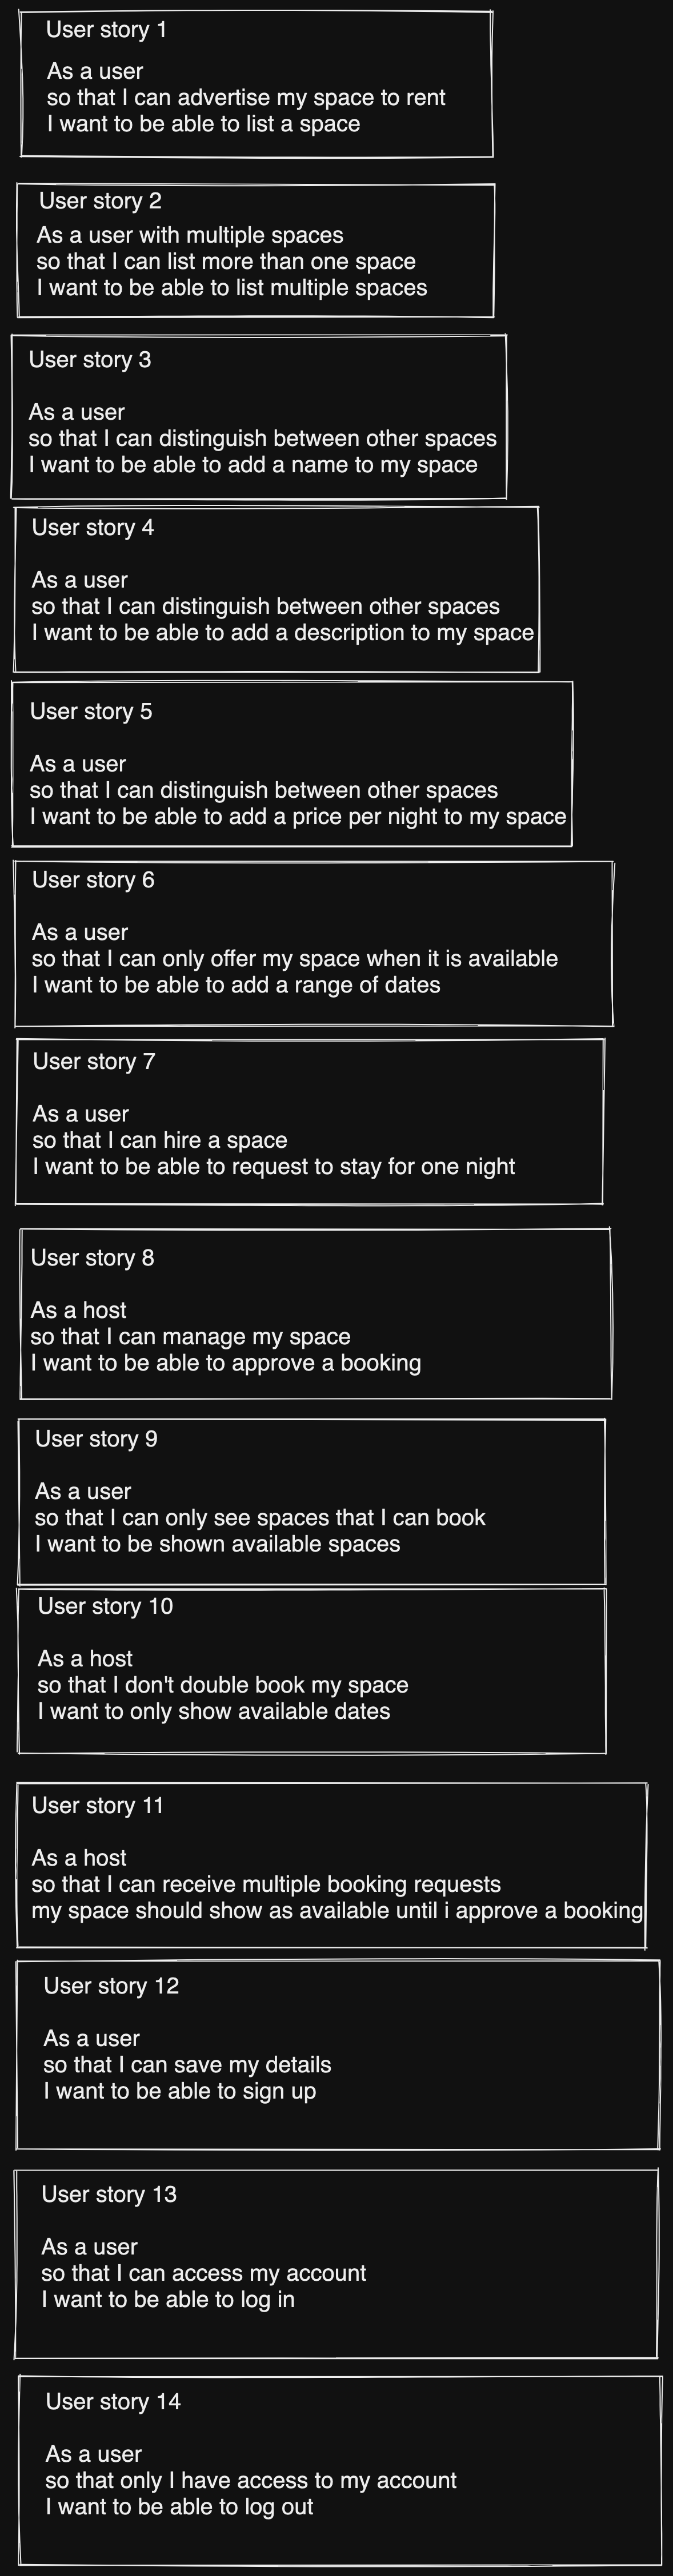 User story 1
As a user
so that I can advertise my space to rent
I want to be able to list a space
User story 2
As a user with multiple spaces
so that I can list more than one space
I want to be able to list multiple spaces
User story 3
As a user
so that I can distinguish between other spaces
I want to be able to add a name to my space
User story 4
As a user
so that I can distinguish between other spaces
I want to be able to add a description to my space
User story 5
As a user
so that I can distinguish between other spaces
I want to be able to add a price per night to my space
User story 6
As a user
so that I can only offer my space when it is available
I want to be able to add a range of dates
User story 7
As a user
so that I can hire a space
I want to be able to request to stay for one night
User story 8
As a host
so that I can manage my space
I want to be able to approve a booking
User story 9
As a user
so that I can only see spaces that I can book
I want to be shown available spaces
User story 10
As a host
so that I don't double book my space
I want to only show available dates
User story 11
As a host
so that I can receive multiple booking requests
my space should show as available until i approve a booking
User story 12
As a user
so that I can save my details
I want to be able to sign up
User story 13
As a user
so that I can access my account
I want to be able to log in
User story 14
As a user
so that only I have access to my account
I want to be able to log out